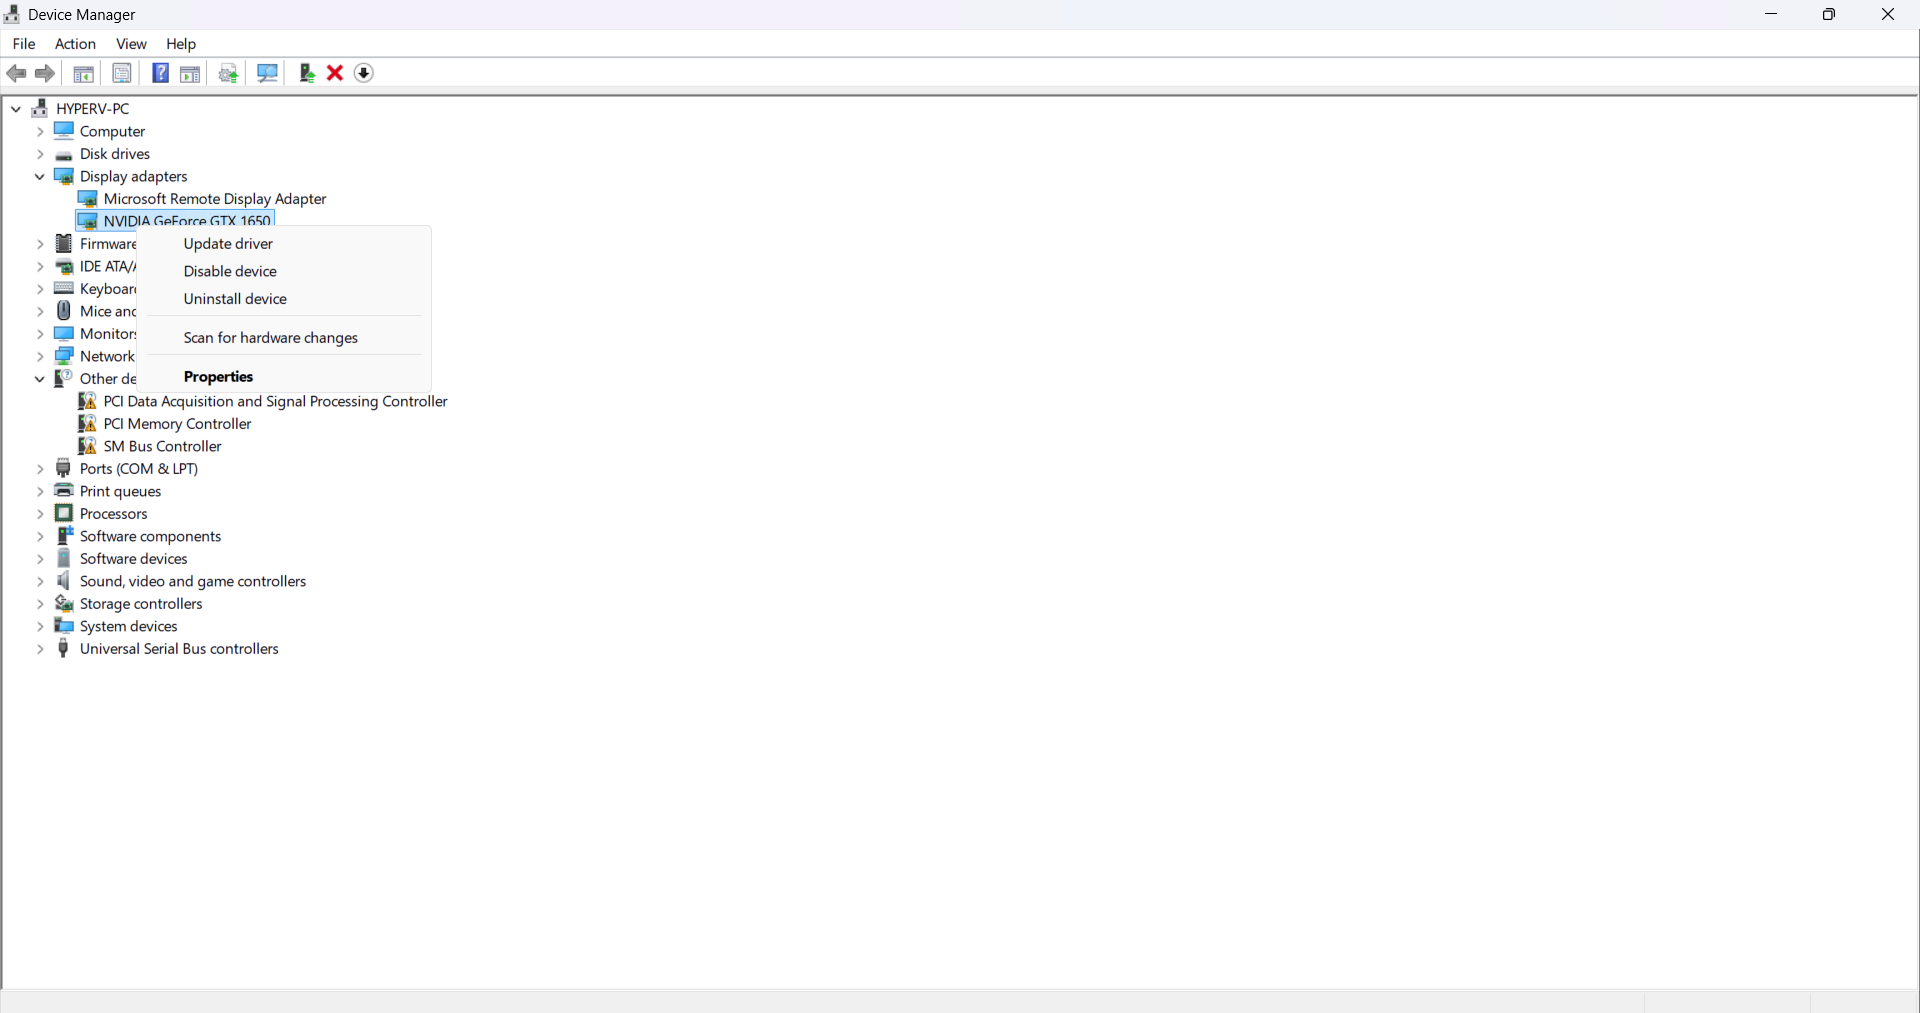 Device Manager
File Action View Help
HYPERV-PC
Computer
Disk drives
Display adapters
Microsoft Remote Display Adapter
NVIDIA GeForce GTX 1650
Firmware
Update driver
IDE ATA/
Disable device
Keyboar
Uninstall device
Mice and
Monitors
Scan for hardware changes
Network
Other de
Properties
PCI Data Acquisition and Signal Processing Controller
PCI Memory Controller
SM Bus Controller
Ports (COM & LPT)
Print queues
Processors
Software components
Software devices
Sound, video and game controllers
Storage controllers
System devices
Universal Serial Bus controllers